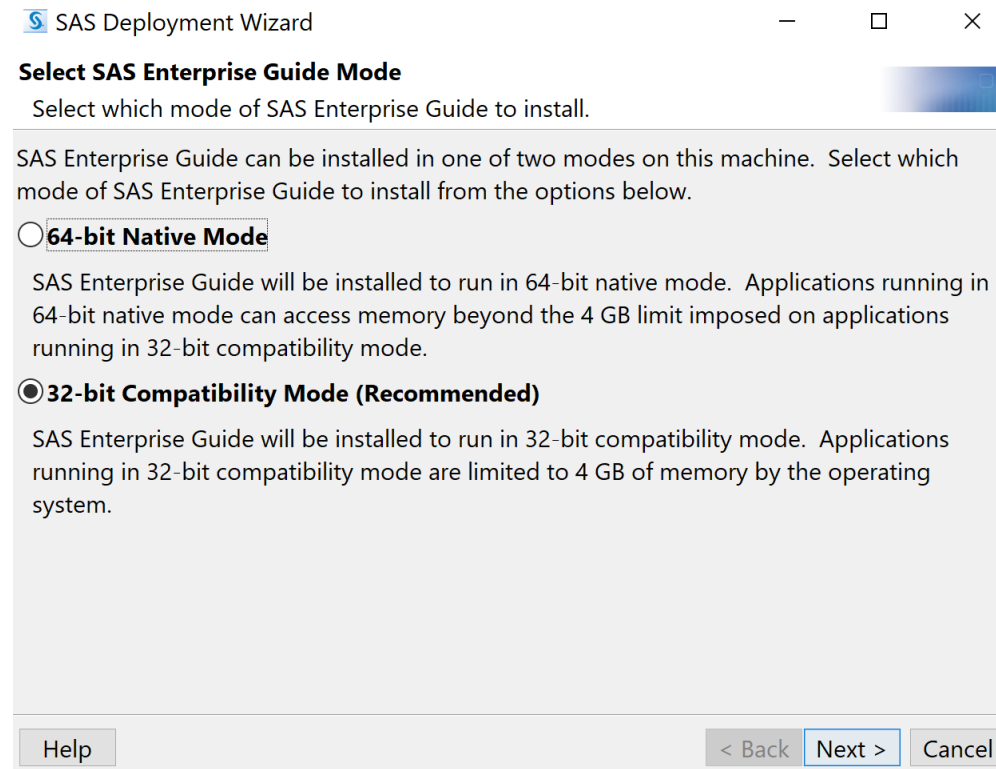 SAS Deployment Wizard
Select SAS Enterprise Guide Mode
Select which mode of SAS Enterprise Guide to install.
SAS Enterprise Guide can be installed in one of two modes on this machine.  Select which
mode of SAS Enterprise Guide to install from the options below.
64-bit Native Mode
SAS Enterprise Guide will be installed to run in 64-bit native mode.  Applications running in
64-bit native mode can access memory beyond the 4 GB limit imposed on applications
running in 32-bit compatibility mode.
32-bit Compatibility Mode (Recommended)
SAS Enterprise Guide will be installed to run in 32-bit compatibility mode.  Applications
running in 32-bit compatibility mode are limited to 4 GB of memory by the operating
system.
Help < Back Next > Cancel